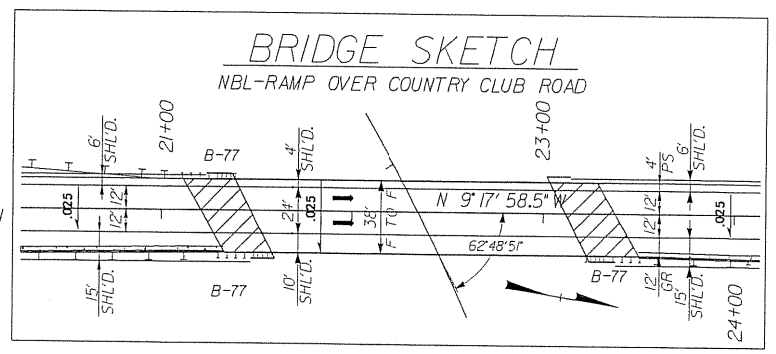 BRIDGE SKETCH
NBL-RAMP OVER COUNTRY CLUB ROAD
6'
SHL'D.
21+00
B-77
4'
SHL'D.
23+00
4'
PS
6'
SHL'D.
.025
12'
12'
24'
.025
38'
F TO F
N 9° 17' 58.5" W
62°48'51"
12'
12'
.025
15'
SHL'D.
B-77
10'
SHL'D.
B-77
12'
GR
15'
SHL'D.
24+00